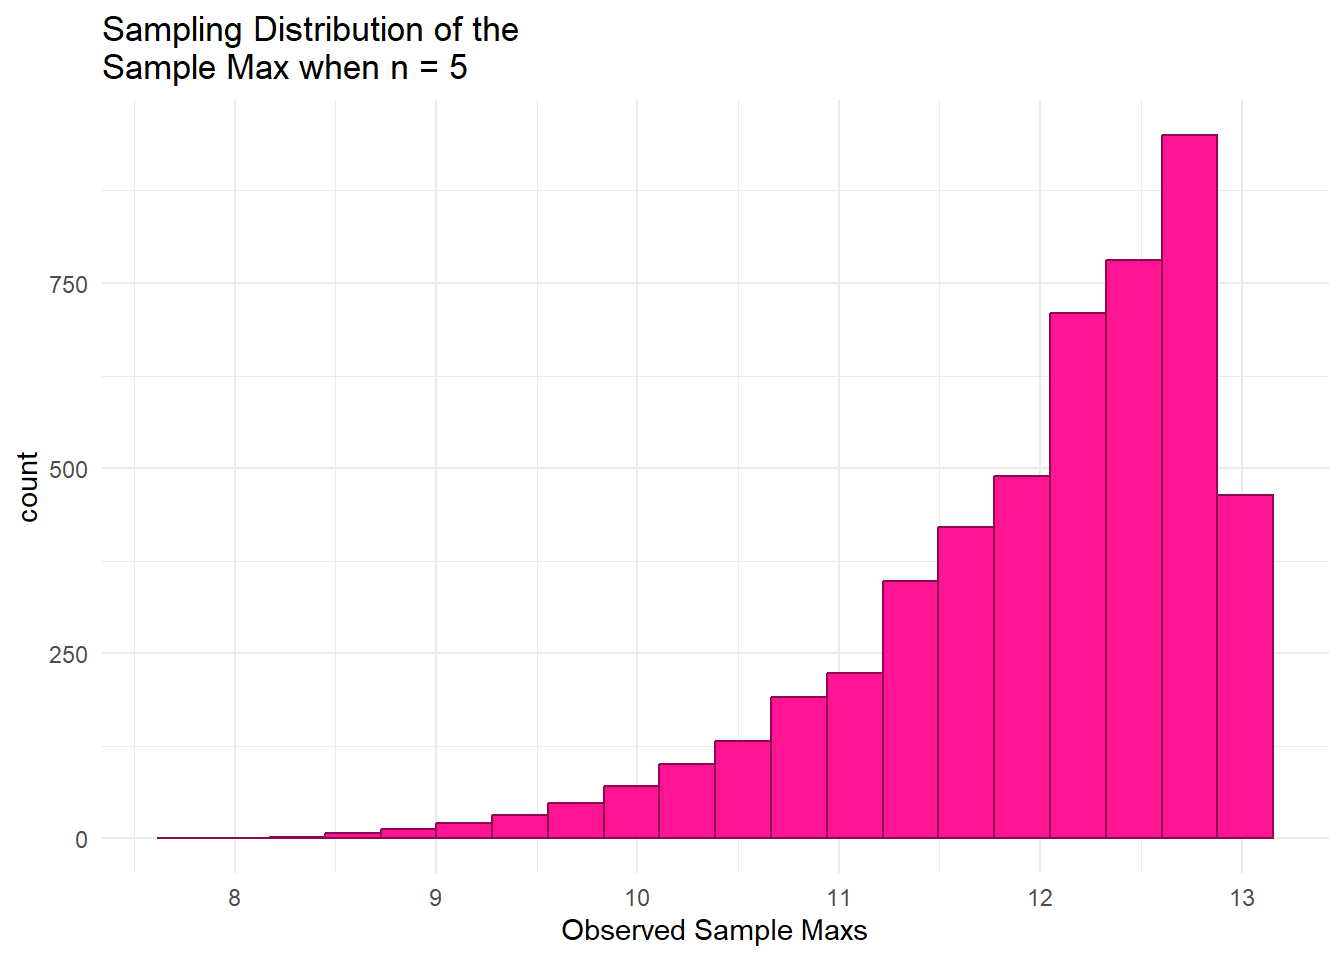 Sampling Distribution of the
Sample Max when n = 5
count
750
500
250
0
8 9 10 11 12 13
Observed Sample Maxs